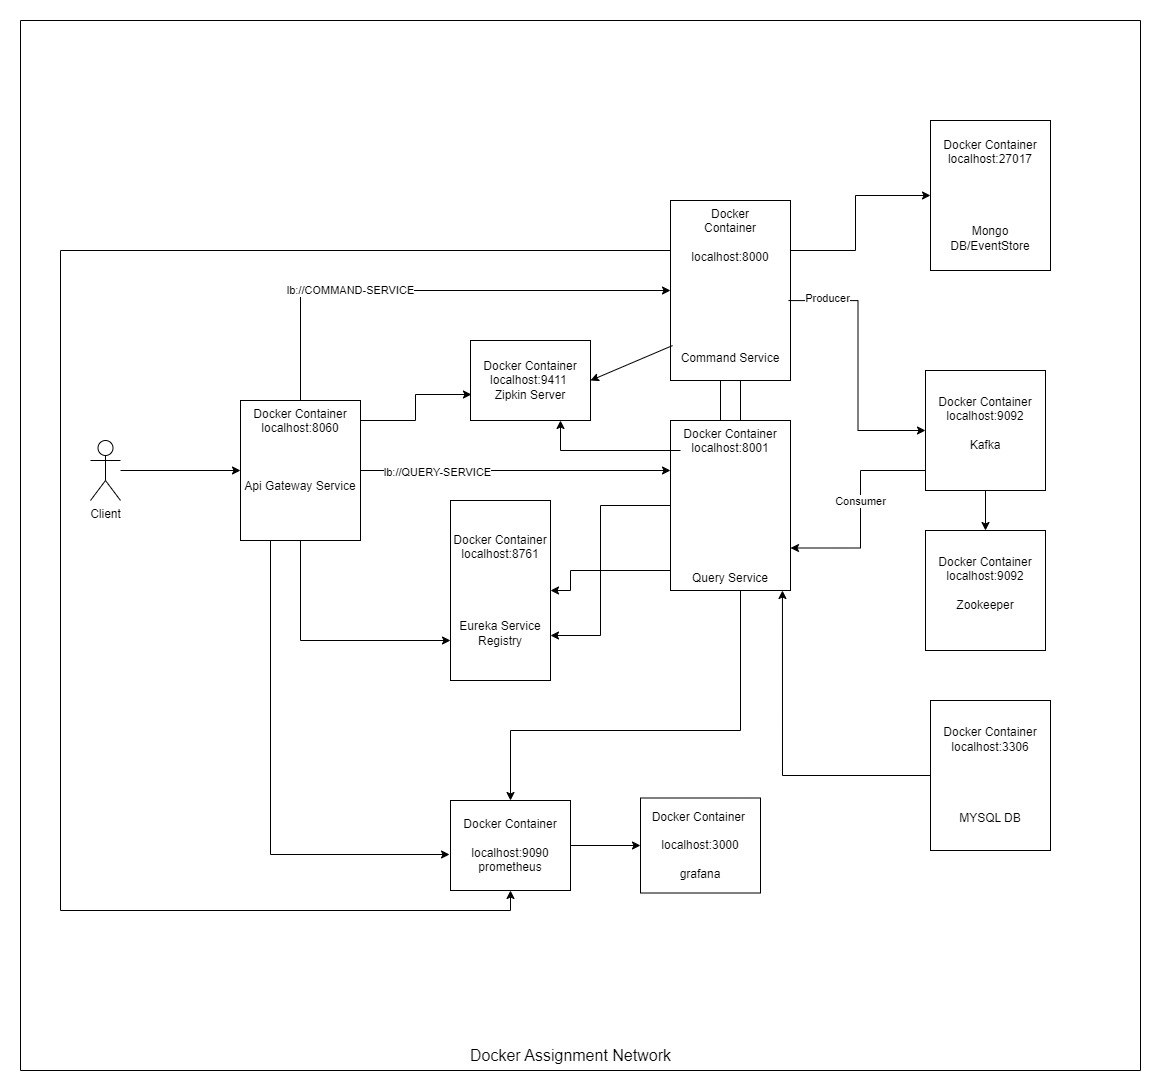 Docker Container
localhost:27017
Mongo
DB/EventStore
Docker
Container
localhost:8000
Command Service
lb://COMMAND-SERVICE
Producer
Docker Container
localhost:9411
Zipkin Server
Docker Container
localhost:9092
Kafka
Docker Container
localhost:8060
Api Gateway Service
Client
lb://QUERY-SERVICE
Docker Container
localhost:8001
Query Service
Consumer
Docker Container
localhost:8761
Eureka Service
Registry
Docker Container
localhost:9092
Zookeeper
Docker Container
localhost:3306
MYSQL DB
Docker Container
localhost:9090
prometheus
Docker Container
localhost:3000
grafana
Docker Assignment Network